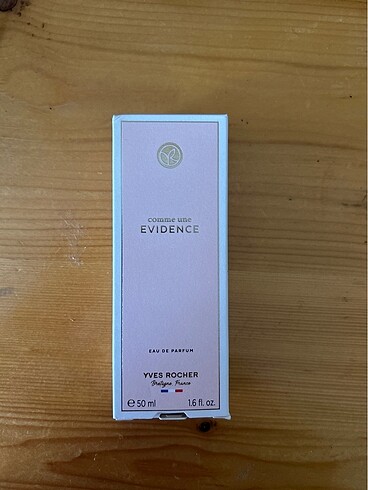 comme une
EVIDENCE
EAU DE PARFUM
YVES ROCHER
Bretagne, France
℮ 50 ml 1.6 fl. oz.